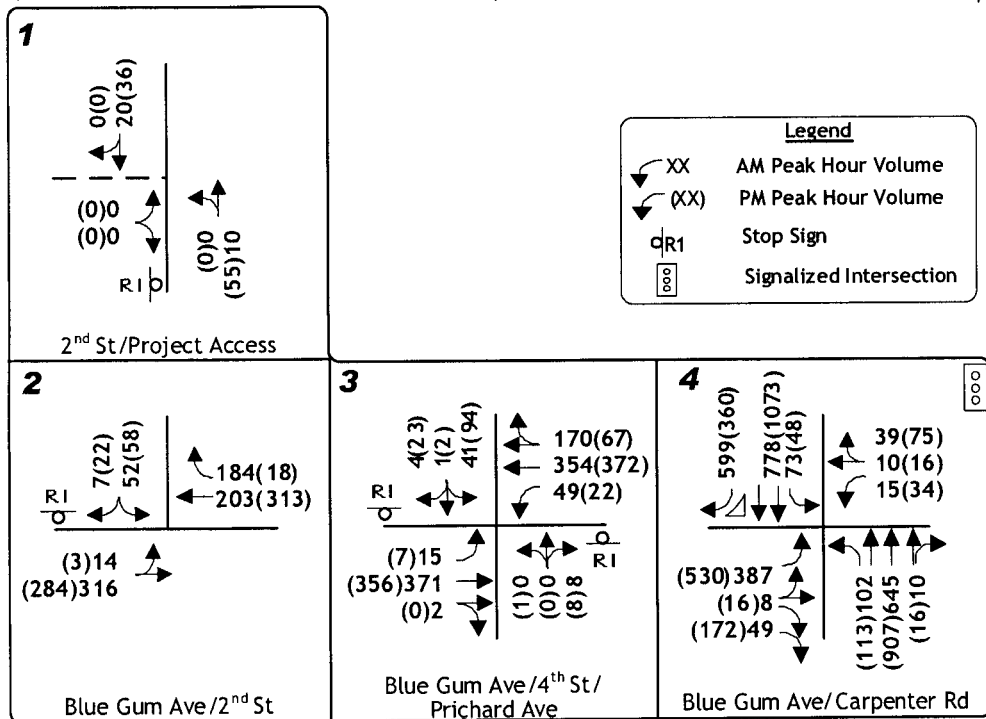 1
0(0)
20(36)
(0)0
(0)0
(0)0
(55)10
R1
2nd St/Project Access
Legend
XX AM Peak Hour Volume
(XX) PM Peak Hour Volume
R1 Stop Sign
Signalized Intersection
2
7(22)
52(58)
184(18)
203(313)
R1
(3)14
(284)316
Blue Gum Ave/2nd St
3
4(23)
1(2)
41(94)
170(67)
354(372)
49(22)
R1
(7)15
(356)371
(0)2
(1)0
(0)0
(8)8
R1
Blue Gum Ave/4th St/
Prichard Ave
4
599(360)
778(1073)
73(48)
39(75)
10(16)
15(34)
(530)387
(16)8
(172)49
(113)102
(907)645
(16)10
Blue Gum Ave/Carpenter Rd